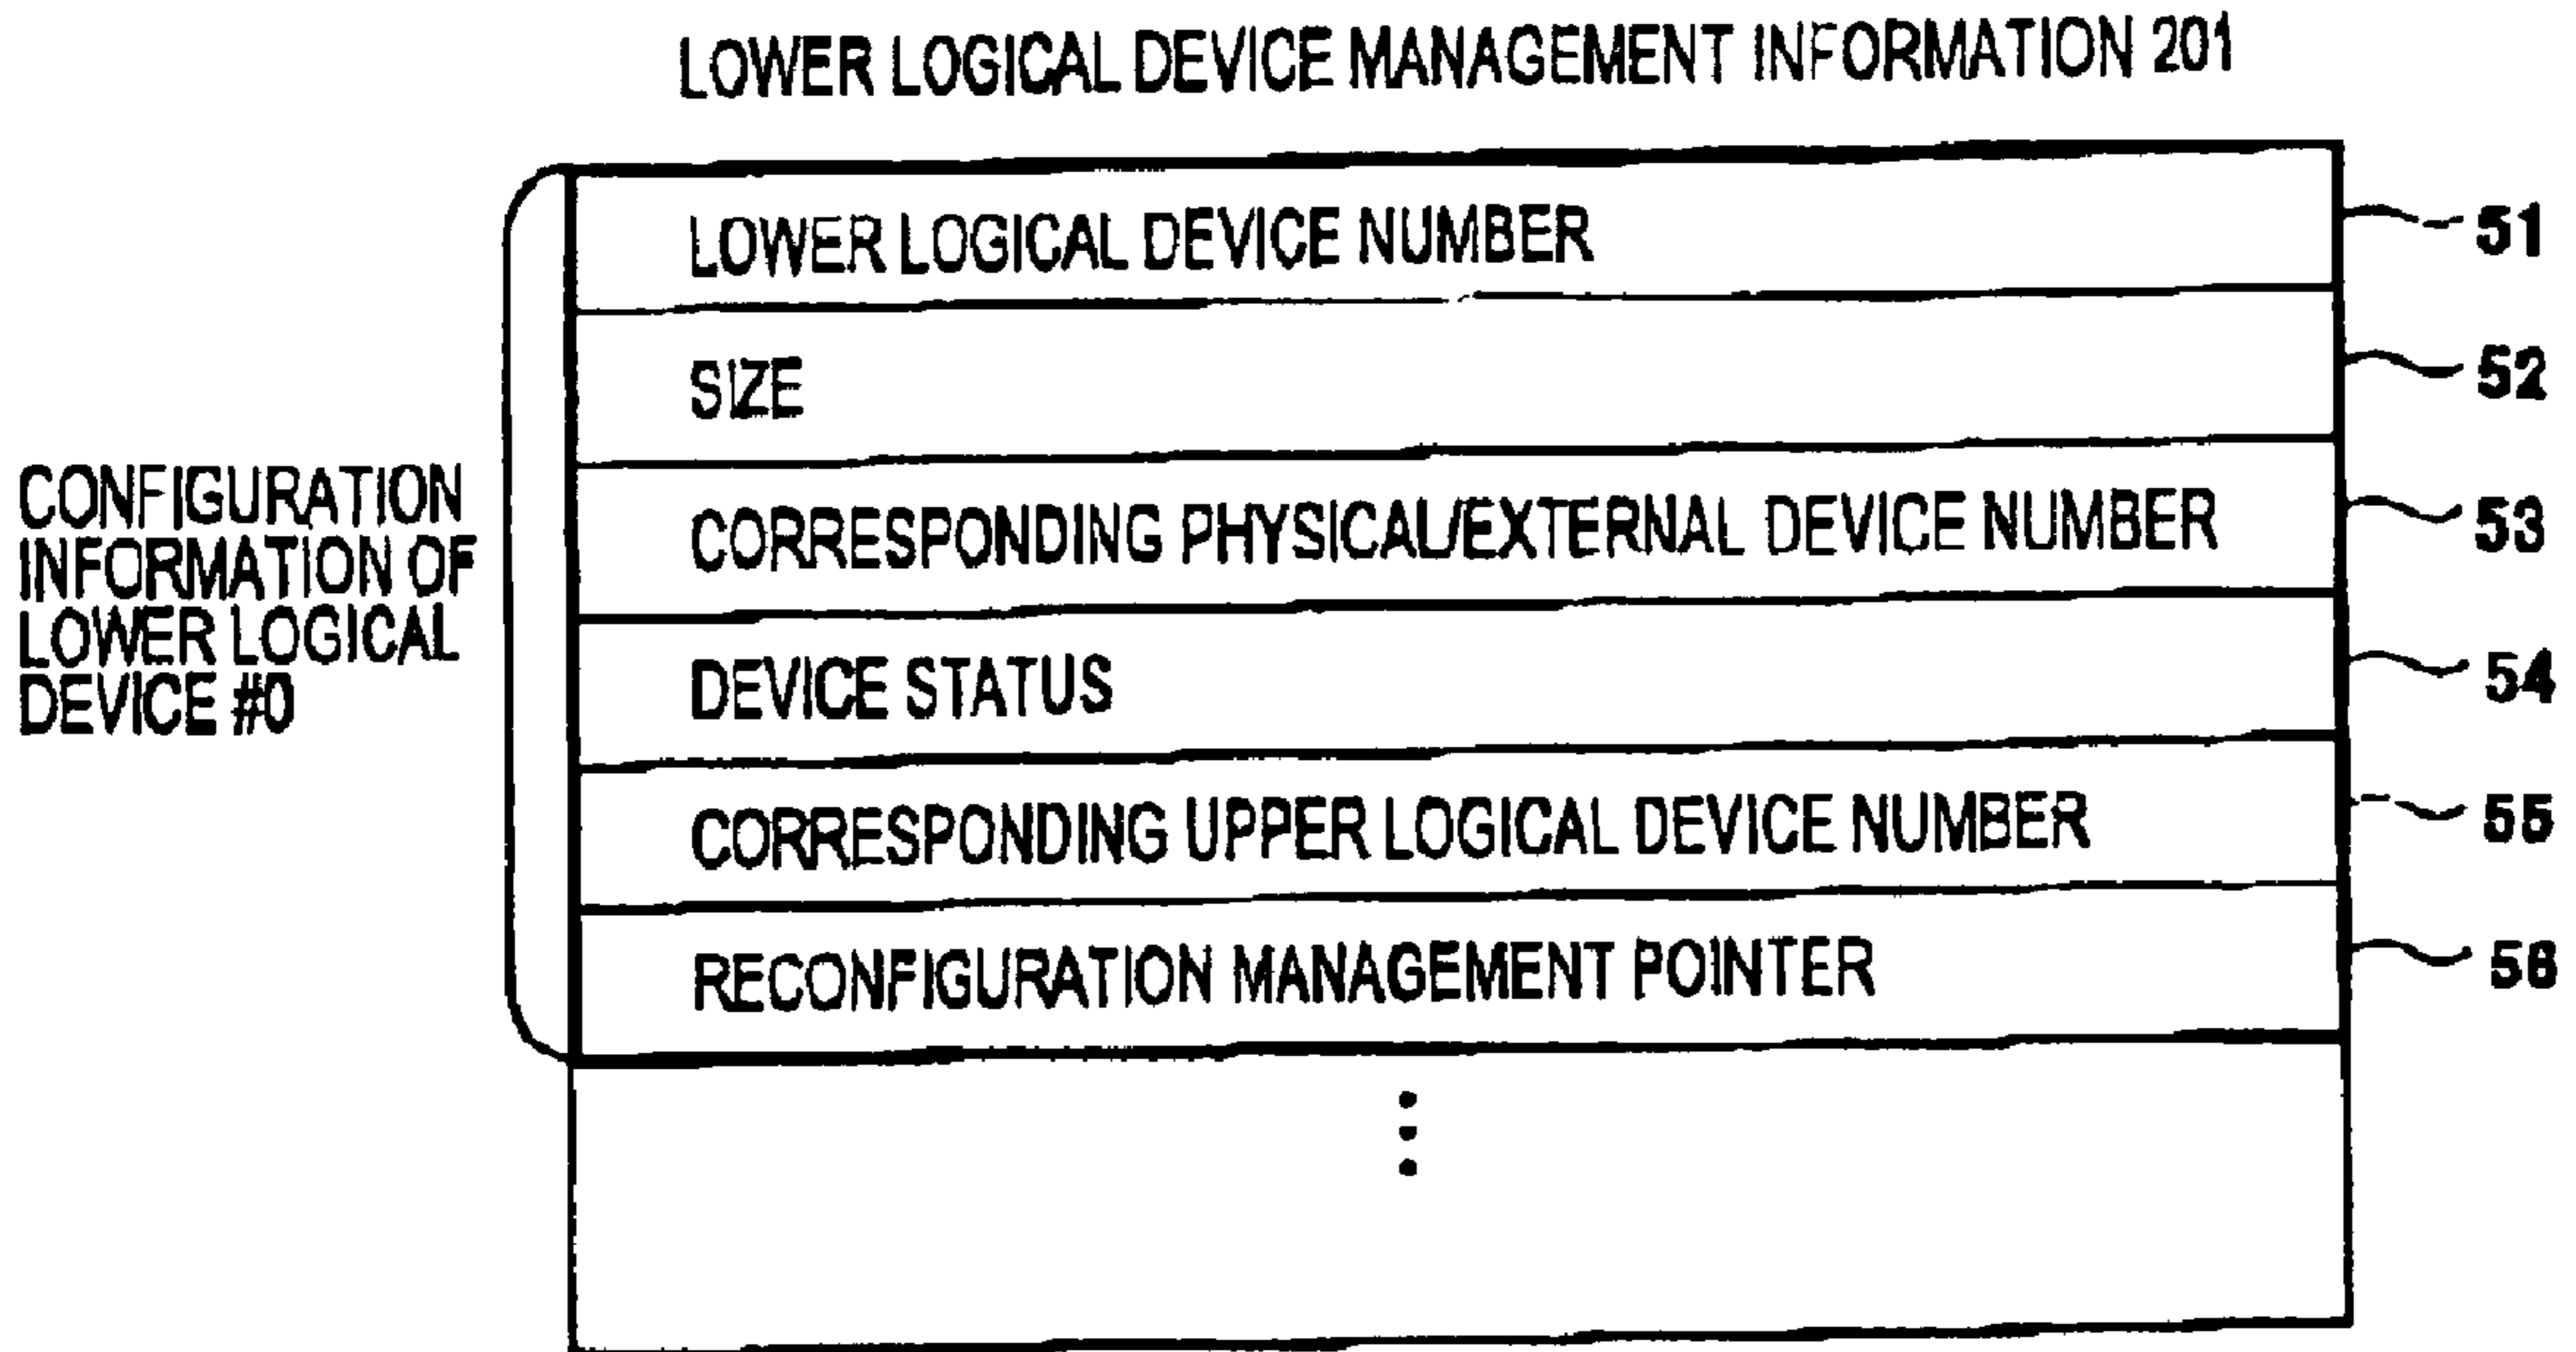 LOWER LOGICAL DEVICE MANAGEMENT INFORMATION 201
LOWER LOGICAL DEVICE NUMBER
51
SIZE
52
CORRESPONDING PHYSICAL/EXTERNAL DEVICE NUMBER
53
DEVICE STATUS
54
CORRESPONDING UPPER LOGICAL DEVICE NUMBER
55
RECONFIGURATION MANAGEMENT POINTER
56
CONFIGURATION
INFORMATION OF
LOWER LOGICAL
DEVICE #0